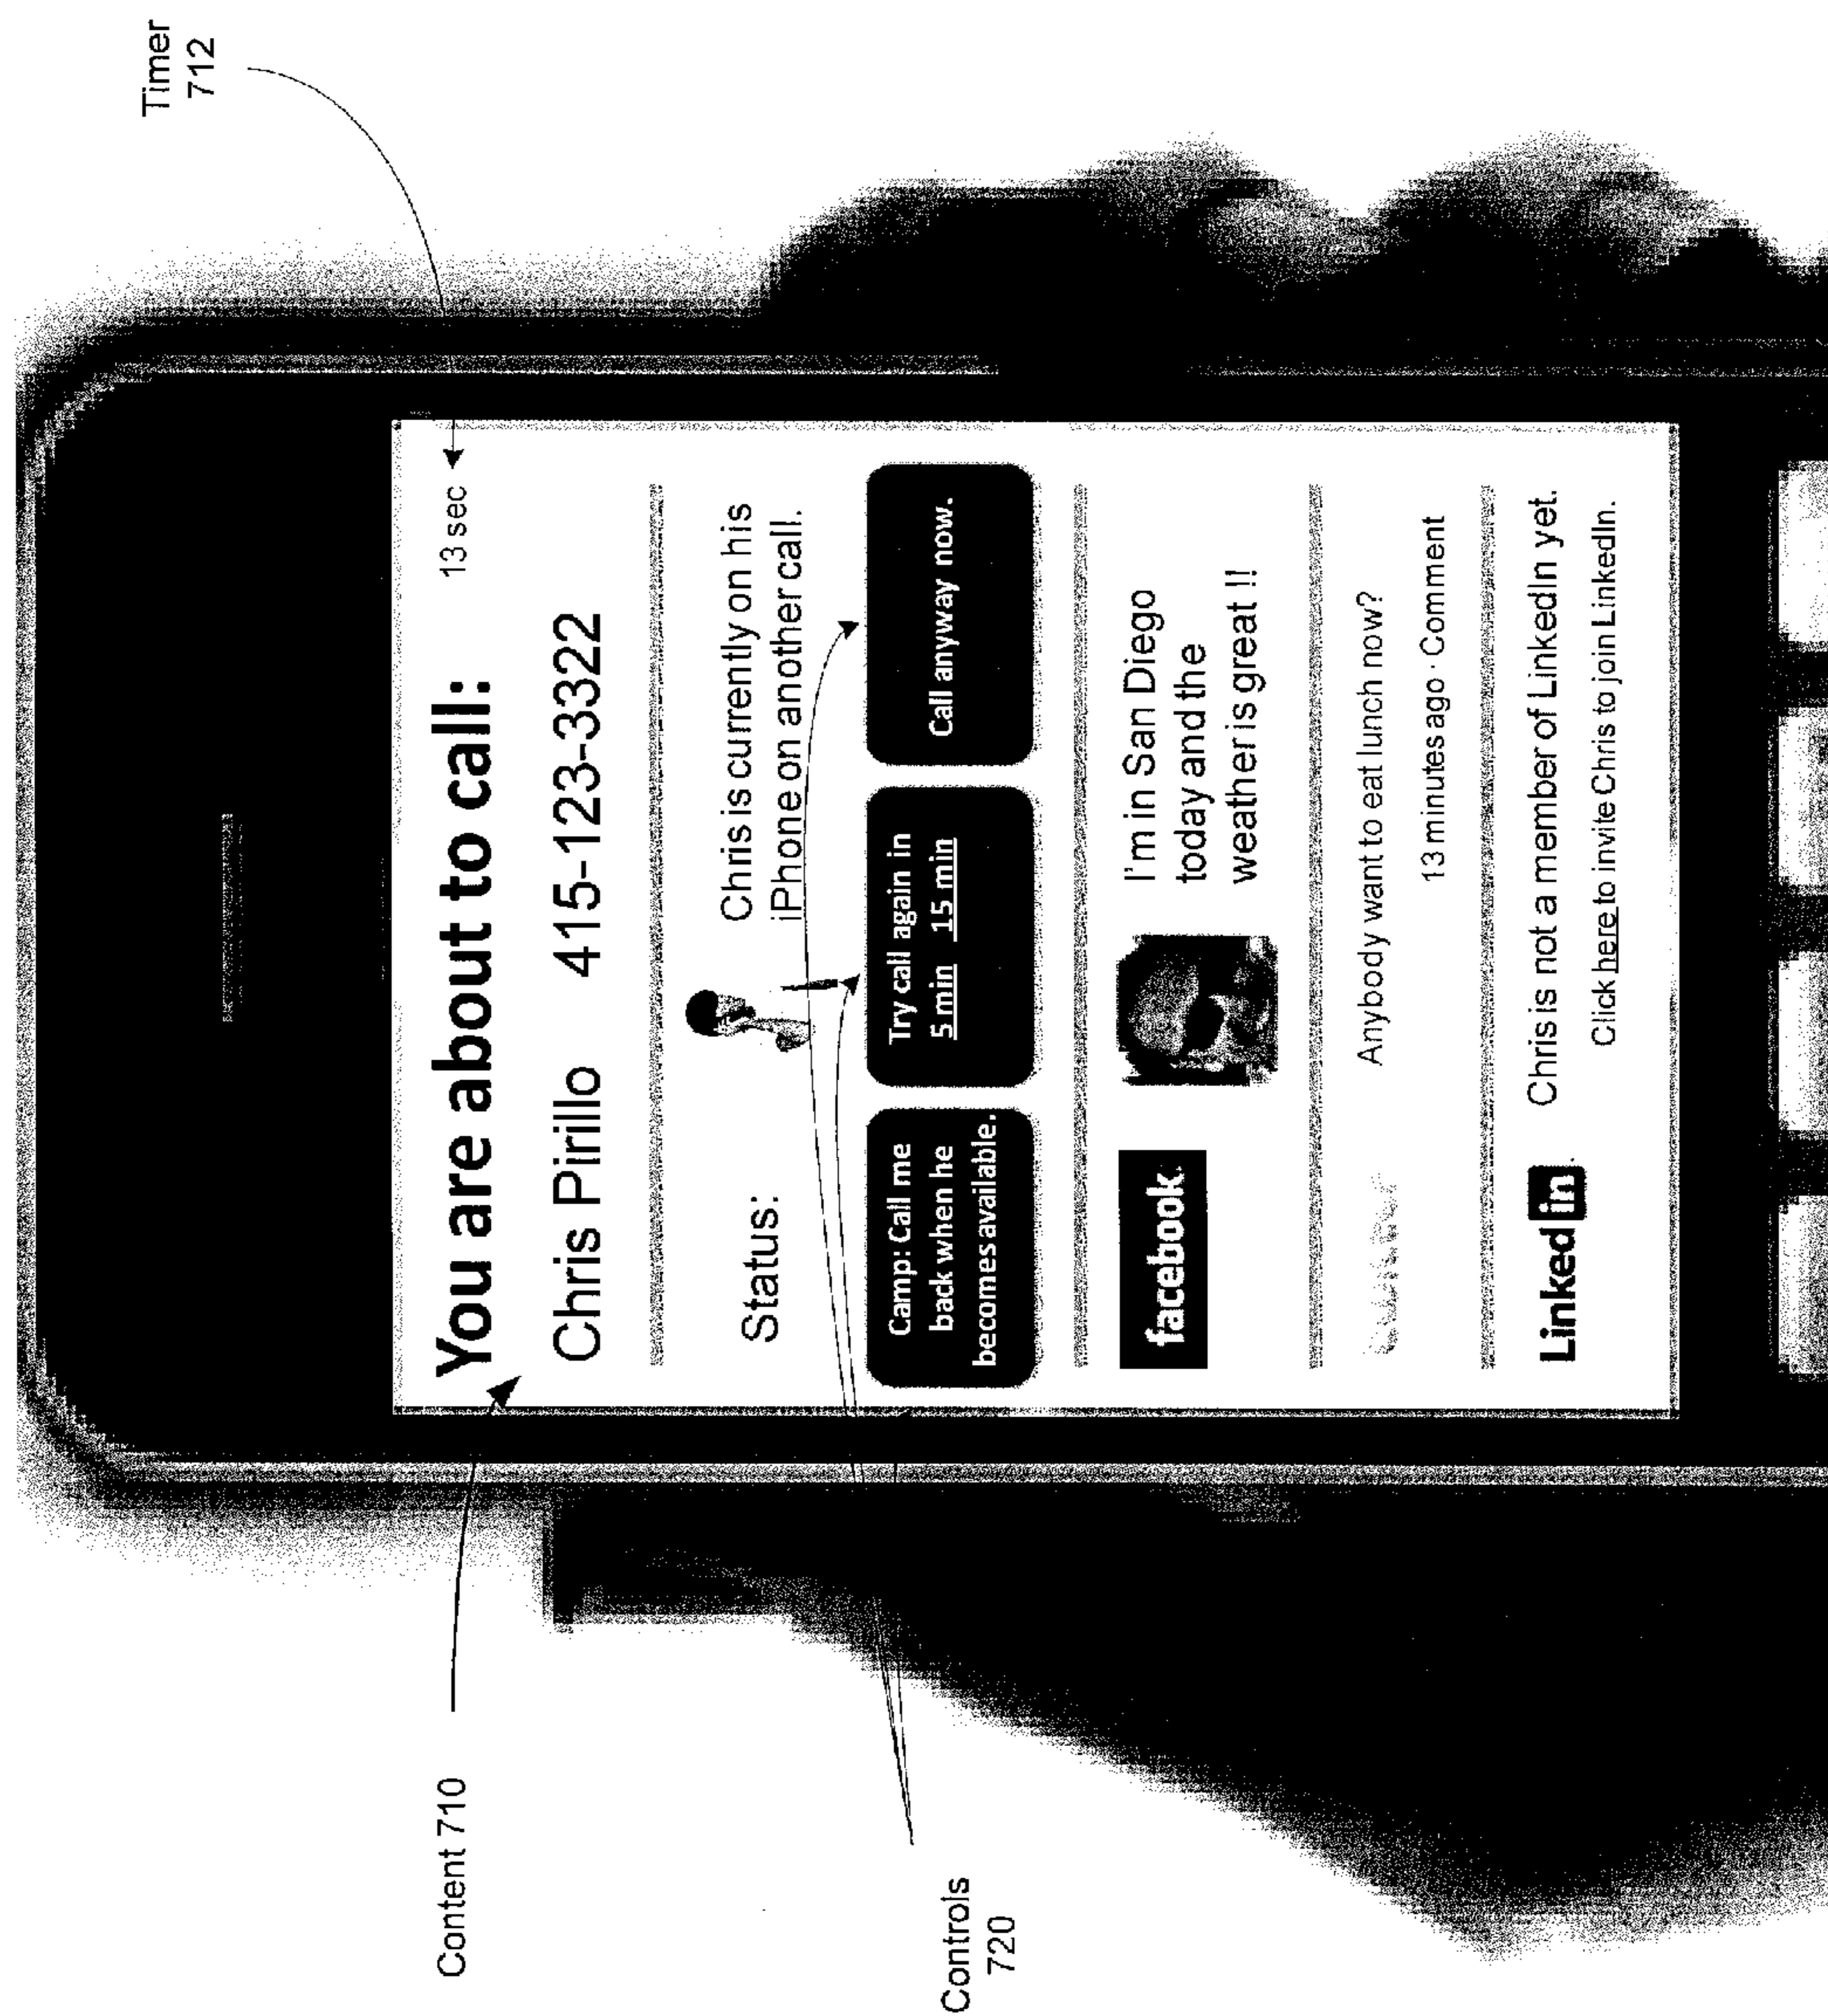 Timer
712
Content 710
Controls
720
You are about to call:
13 sec
Chris Pirillo 415-123-3322
Status:
Chris is currently on his
iPhone on another call.
Camp: Call me
back when he
becomes available.
Try call again in
5 min 15 min
Call anyway now.
facebook
I'm in San Diego
today and the
weather is great !!
Anybody want to eat lunch now?
13 minutes ago · Comment
Linked in
Chris is not a member of LinkedIn yet.
Click here to invite Chris to join LinkedIn.